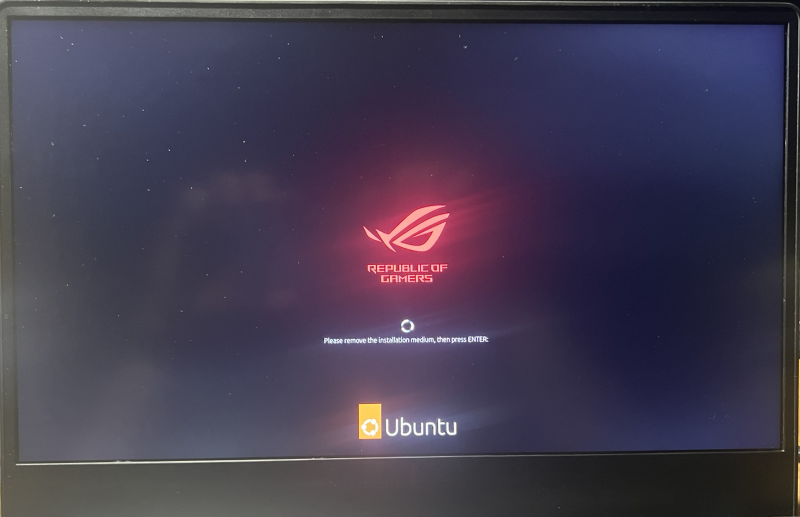 REPUBLIC OF
GAMERS
Please remove the installation medium, then press ENTER:
Ubuntu